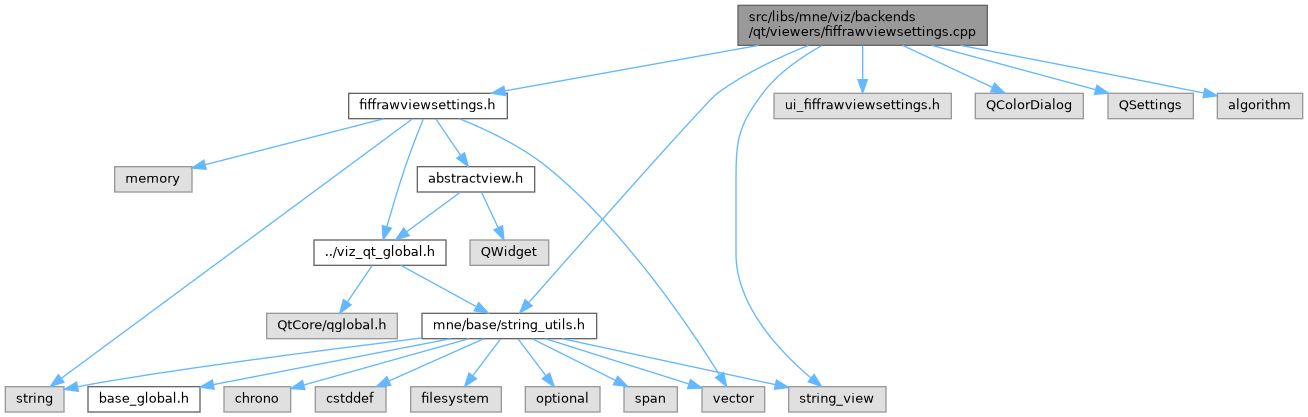 src/libs/mne/viz/backends
/qt/viewers/fiffrawviewsettings.cpp
fiffrawviewsettings.h
ui_fiffrawviewsettings.h
QColorDialog
QSettings
algorithm
memory
abstractview.h
../viz_qt_global.h
QWidget
QtCore/qglobal.h
mne/base/string_utils.h
string
base_global.h
chrono
cstddef
filesystem
optional
span
vector
string_view